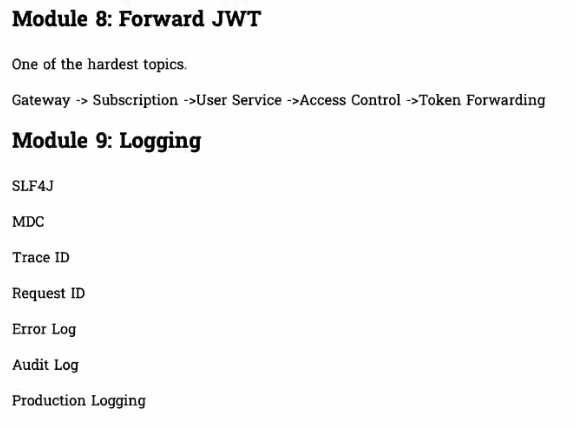 Module 8: Forward JWT
One of the hardest topics.
Gateway -> Subscription ->User Service ->Access Control ->Token Forwarding
Module 9: Logging
SLF4J
MDC
Trace ID
Request ID
Error Log
Audit Log
Production Logging